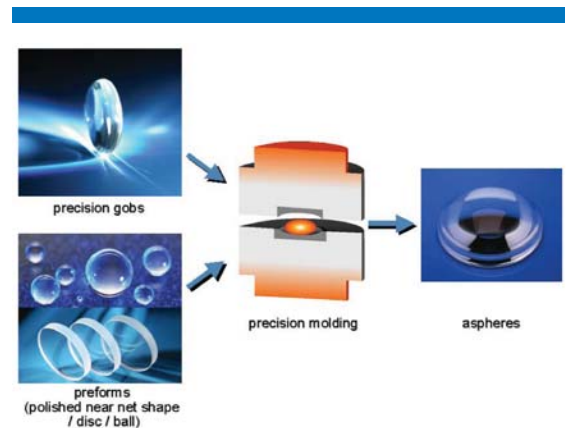 precision gobs
precision molding
aspheres
preforms
(polished near net shape
/ disc / ball)